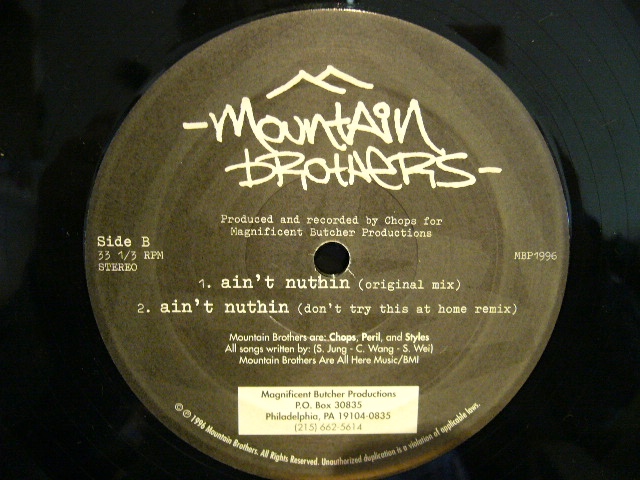 -Mountain
Brothers-
Produced and recorded by Chops for
Magnificent Butcher Productions
Side B
33 1/3 RPM
STEREO
MBP1996
1. ain't nuthin (original mix)
2. ain't nuthin (don't try this at home remix)
Mountain Brothers are: Chops, Peril, and Styles
All songs written by: (S. Jung - C. Wang - S. Wei)
Mountain Brothers Are All Here Music/BMI
Magnificent Butcher Productions
P.O. Box 30835
Philadelphia, PA 19104-0835
(215) 662-5614
© ℗ 1996 Mountain Brothers. All Rights Reserved. Unauthorized duplication is a violation of applicable laws.